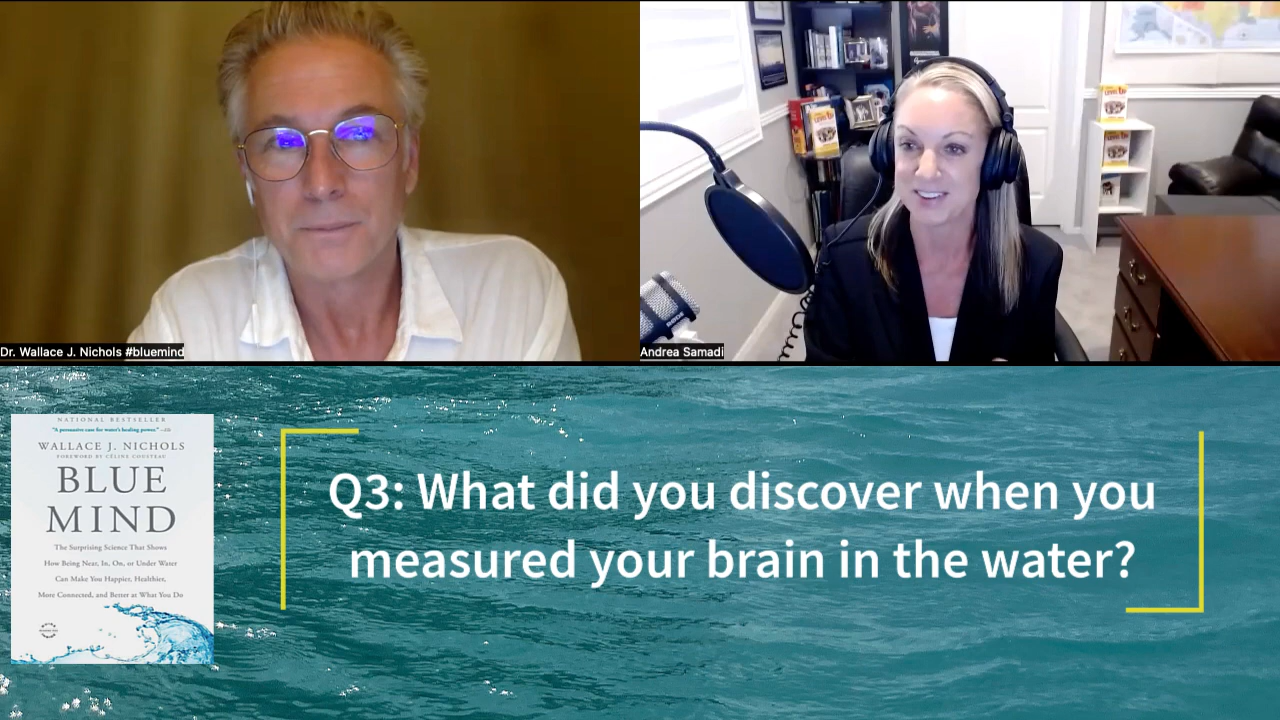 Dr. Wallace J. Nichols #bluemind
Andrea Samadi
NATIONAL BESTSELLER
"A persuasive case for water's healing power."
WALLACE J. NICHOLS
FOREWORD BY CÉLINE COUSTEAU
BLUE
MIND
The Surprising Science That Shows
How Being Near, In, On, or Under Water
Can Make You Happier, Healthier,
More Connected, and Better at What You Do
Q3: What did you discover when you
measured your brain in the water?